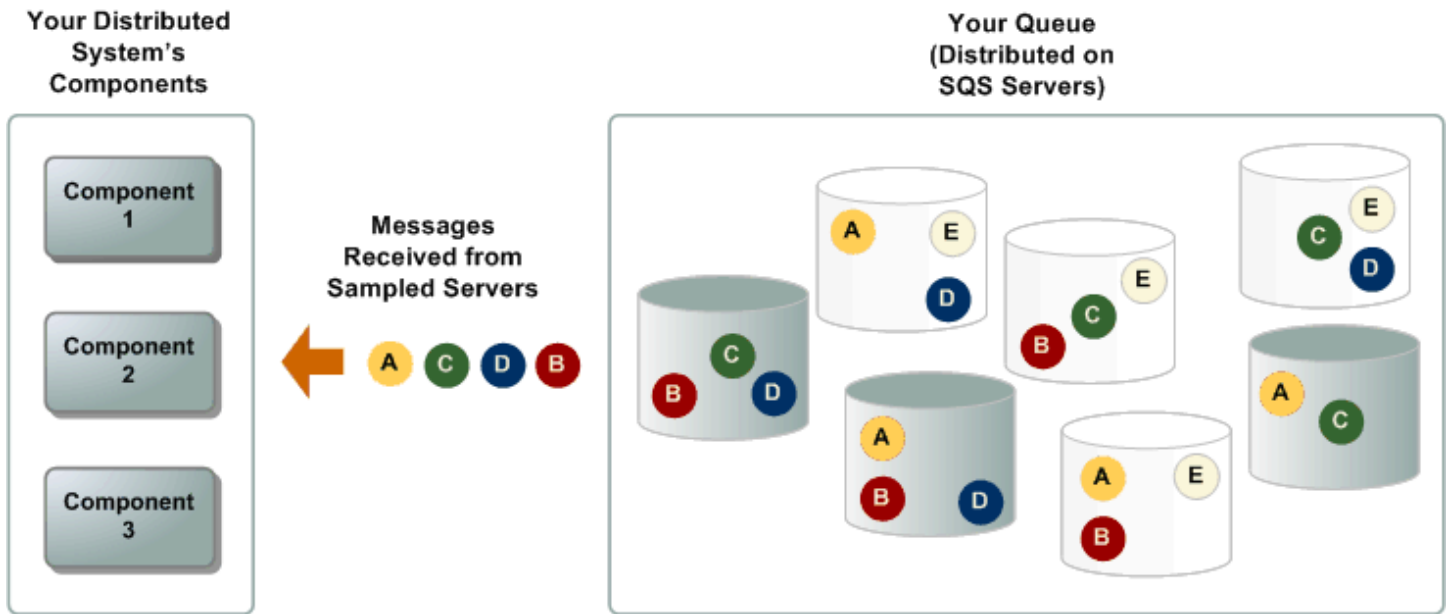 Your Distributed
System's
Components
Component
1
Component
2
Component
3
Messages
Received from
Sampled Servers
A C D B
Your Queue
(Distributed on
SQS Servers)
C
B
D
A
E
D
A
B
D
E
C
B
A
E
B
E
C
D
A
C